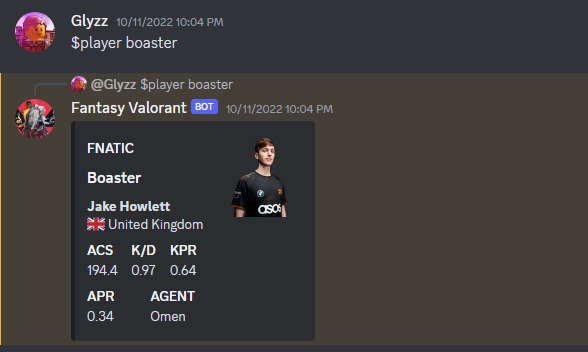 Glyzz 10/11/2022 10:04 PM
$player boaster
@Glyzz $player boaster
Fantasy Valorant BOT 10/11/2022 10:04 PM
FNATIC
Boaster
Jake Howlett
United Kingdom
ACS K/D KPR
194.4 0.97 0.64
APR AGENT
0.34 Omen
asos